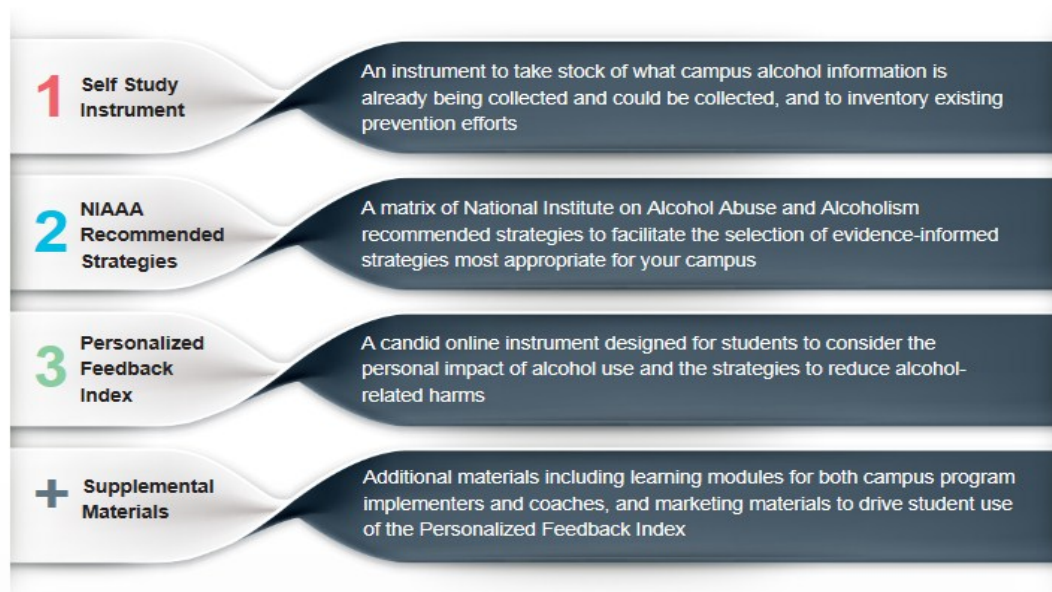 1
Self Study
Instrument
An instrument to take stock of what campus alcohol information is
already being collected and could be collected, and to inventory existing
prevention efforts
2
NIAAA
Recommended
Strategies
A matrix of National Institute on Alcohol Abuse and Alcoholism
recommended strategies to facilitate the selection of evidence-informed
strategies most appropriate for your campus
3
Personalized
Feedback
Index
A candid online instrument designed for students to consider the
personal impact of alcohol use and the strategies to reduce alcohol-
related harms
+
Supplemental
Materials
Additional materials including learning modules for both campus program
implementers and coaches, and marketing materials to drive student use
of the Personalized Feedback Index